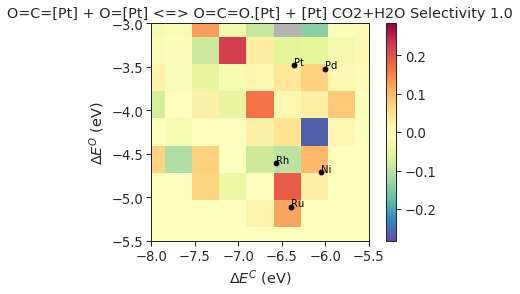 O=C=[Pt] + O=[Pt] <=> O=C=O.[Pt] + [Pt] CO2+H2O Selectivity 1.0
−3.0
−3.5
−4.0
−4.5
−5.0
−5.5
ΔE^O (eV)
Pt
Pd
Rh
Ni
Ru
−8.0 −7.5 −7.0 −6.5 −6.0 −5.5
ΔE^C (eV)
0.2
0.1
0.0
−0.1
−0.2